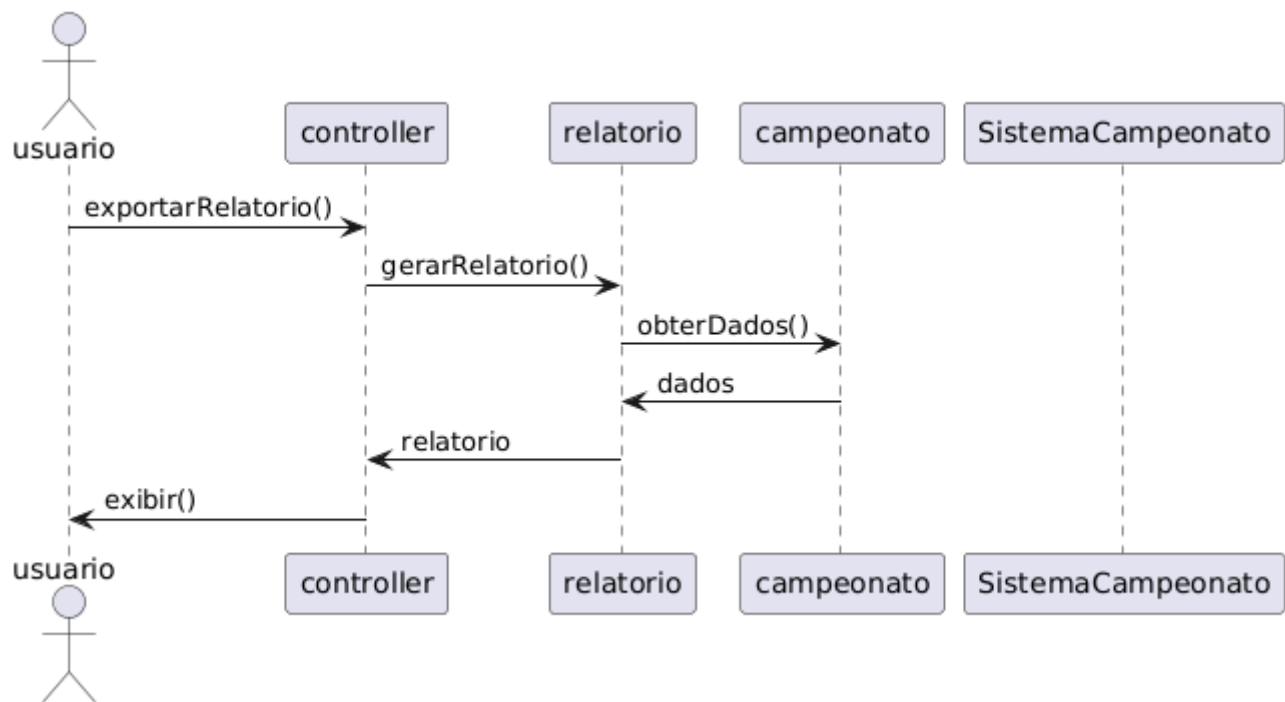 usuario
controller
relatorio
campeonato
SistemaCampeonato
exportarRelatorio()
gerarRelatorio()
obterDados()
dados
relatorio
exibir()
usuario
controller
relatorio
campeonato
SistemaCampeonato